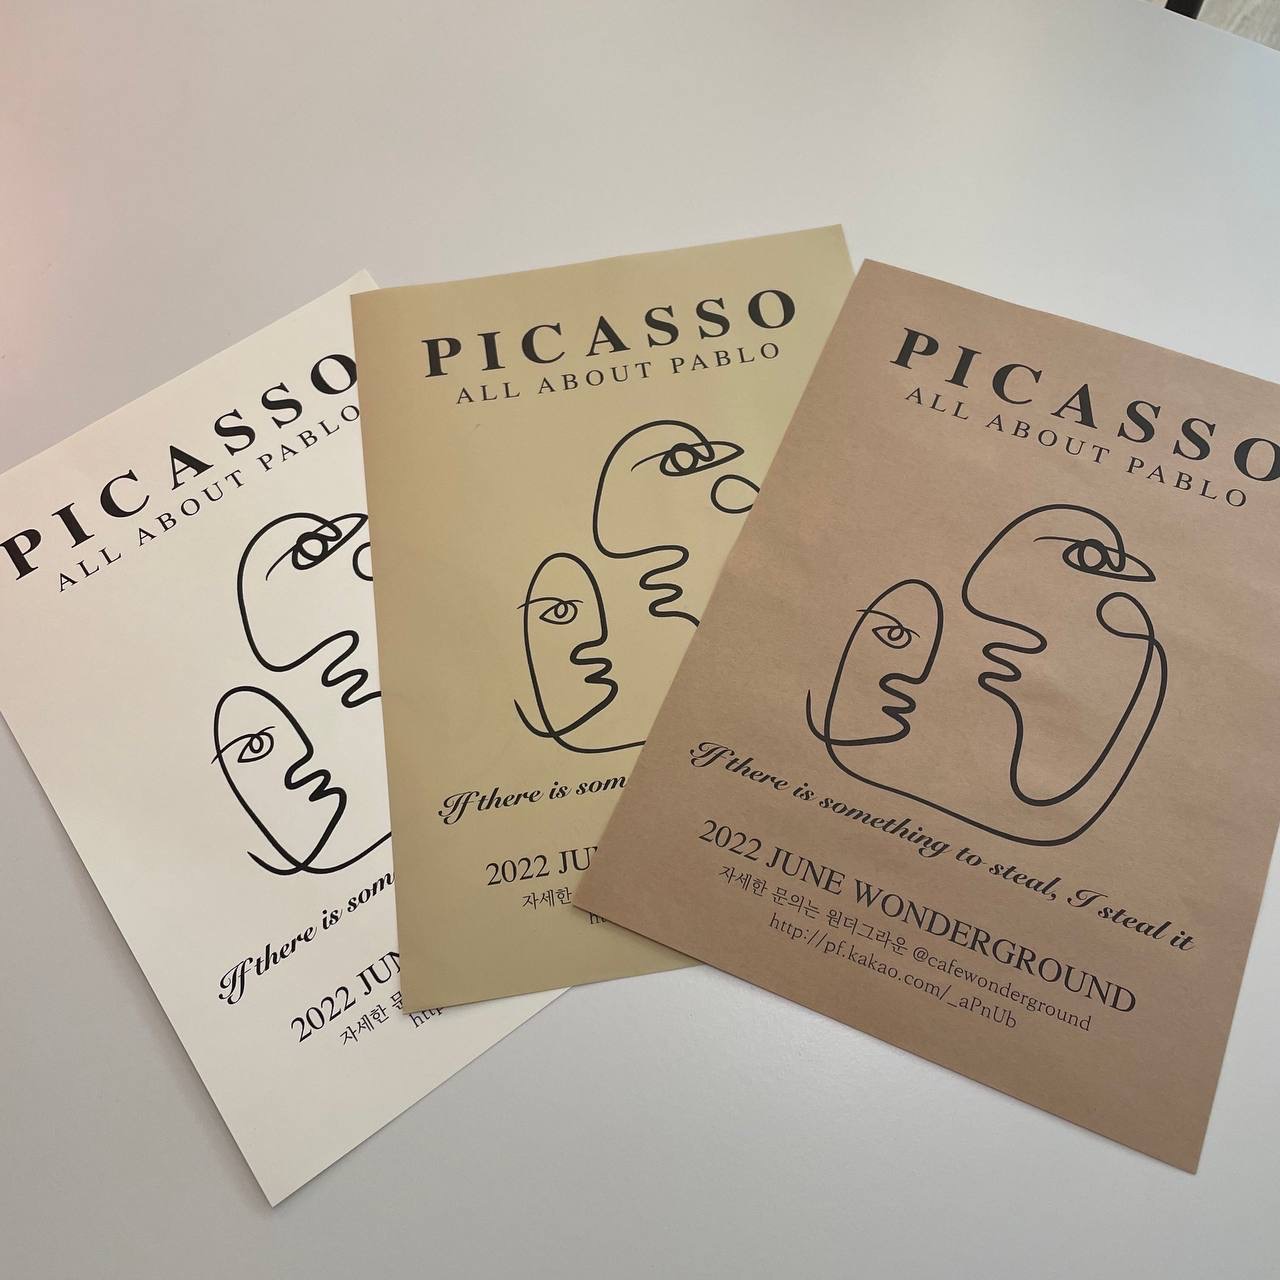 PICASSO
ALL ABOUT PABLO
If there is som
2022 JUN
자세한 문
http
PICASSO
ALL ABOUT PABLO
If there is som
2022 JU
자세한
PICASSO
ALL ABOUT PABLO
If there is something to steal, I steal it
2022 JUNE WONDERGROUND
자세한 문의는 원더그라운 @cafewonderground
http://pf.kakao.com/_aPnUb